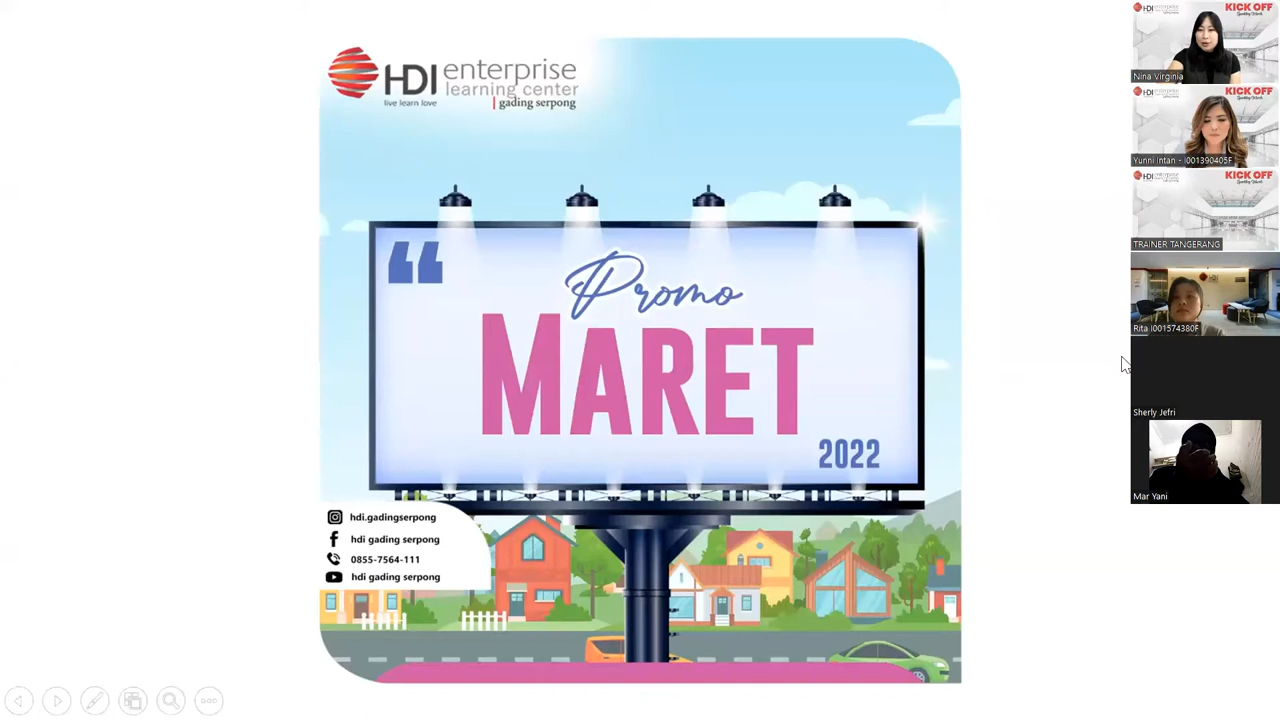 HDI enterprise
learning center
live learn love
| gading serpong
“
Promo
MARET
2022
hdi.gadingserpong
hdi gading serpong
0855-7564-111
hdi gading serpong
KICK OFF
Nina Virginia
KICK OFF
Yunni Intan - I001390405F
KICK OFF
TRAINER TANGERANG
HDI
Rita I001574380F
Sherly Jefri
Mar Yani